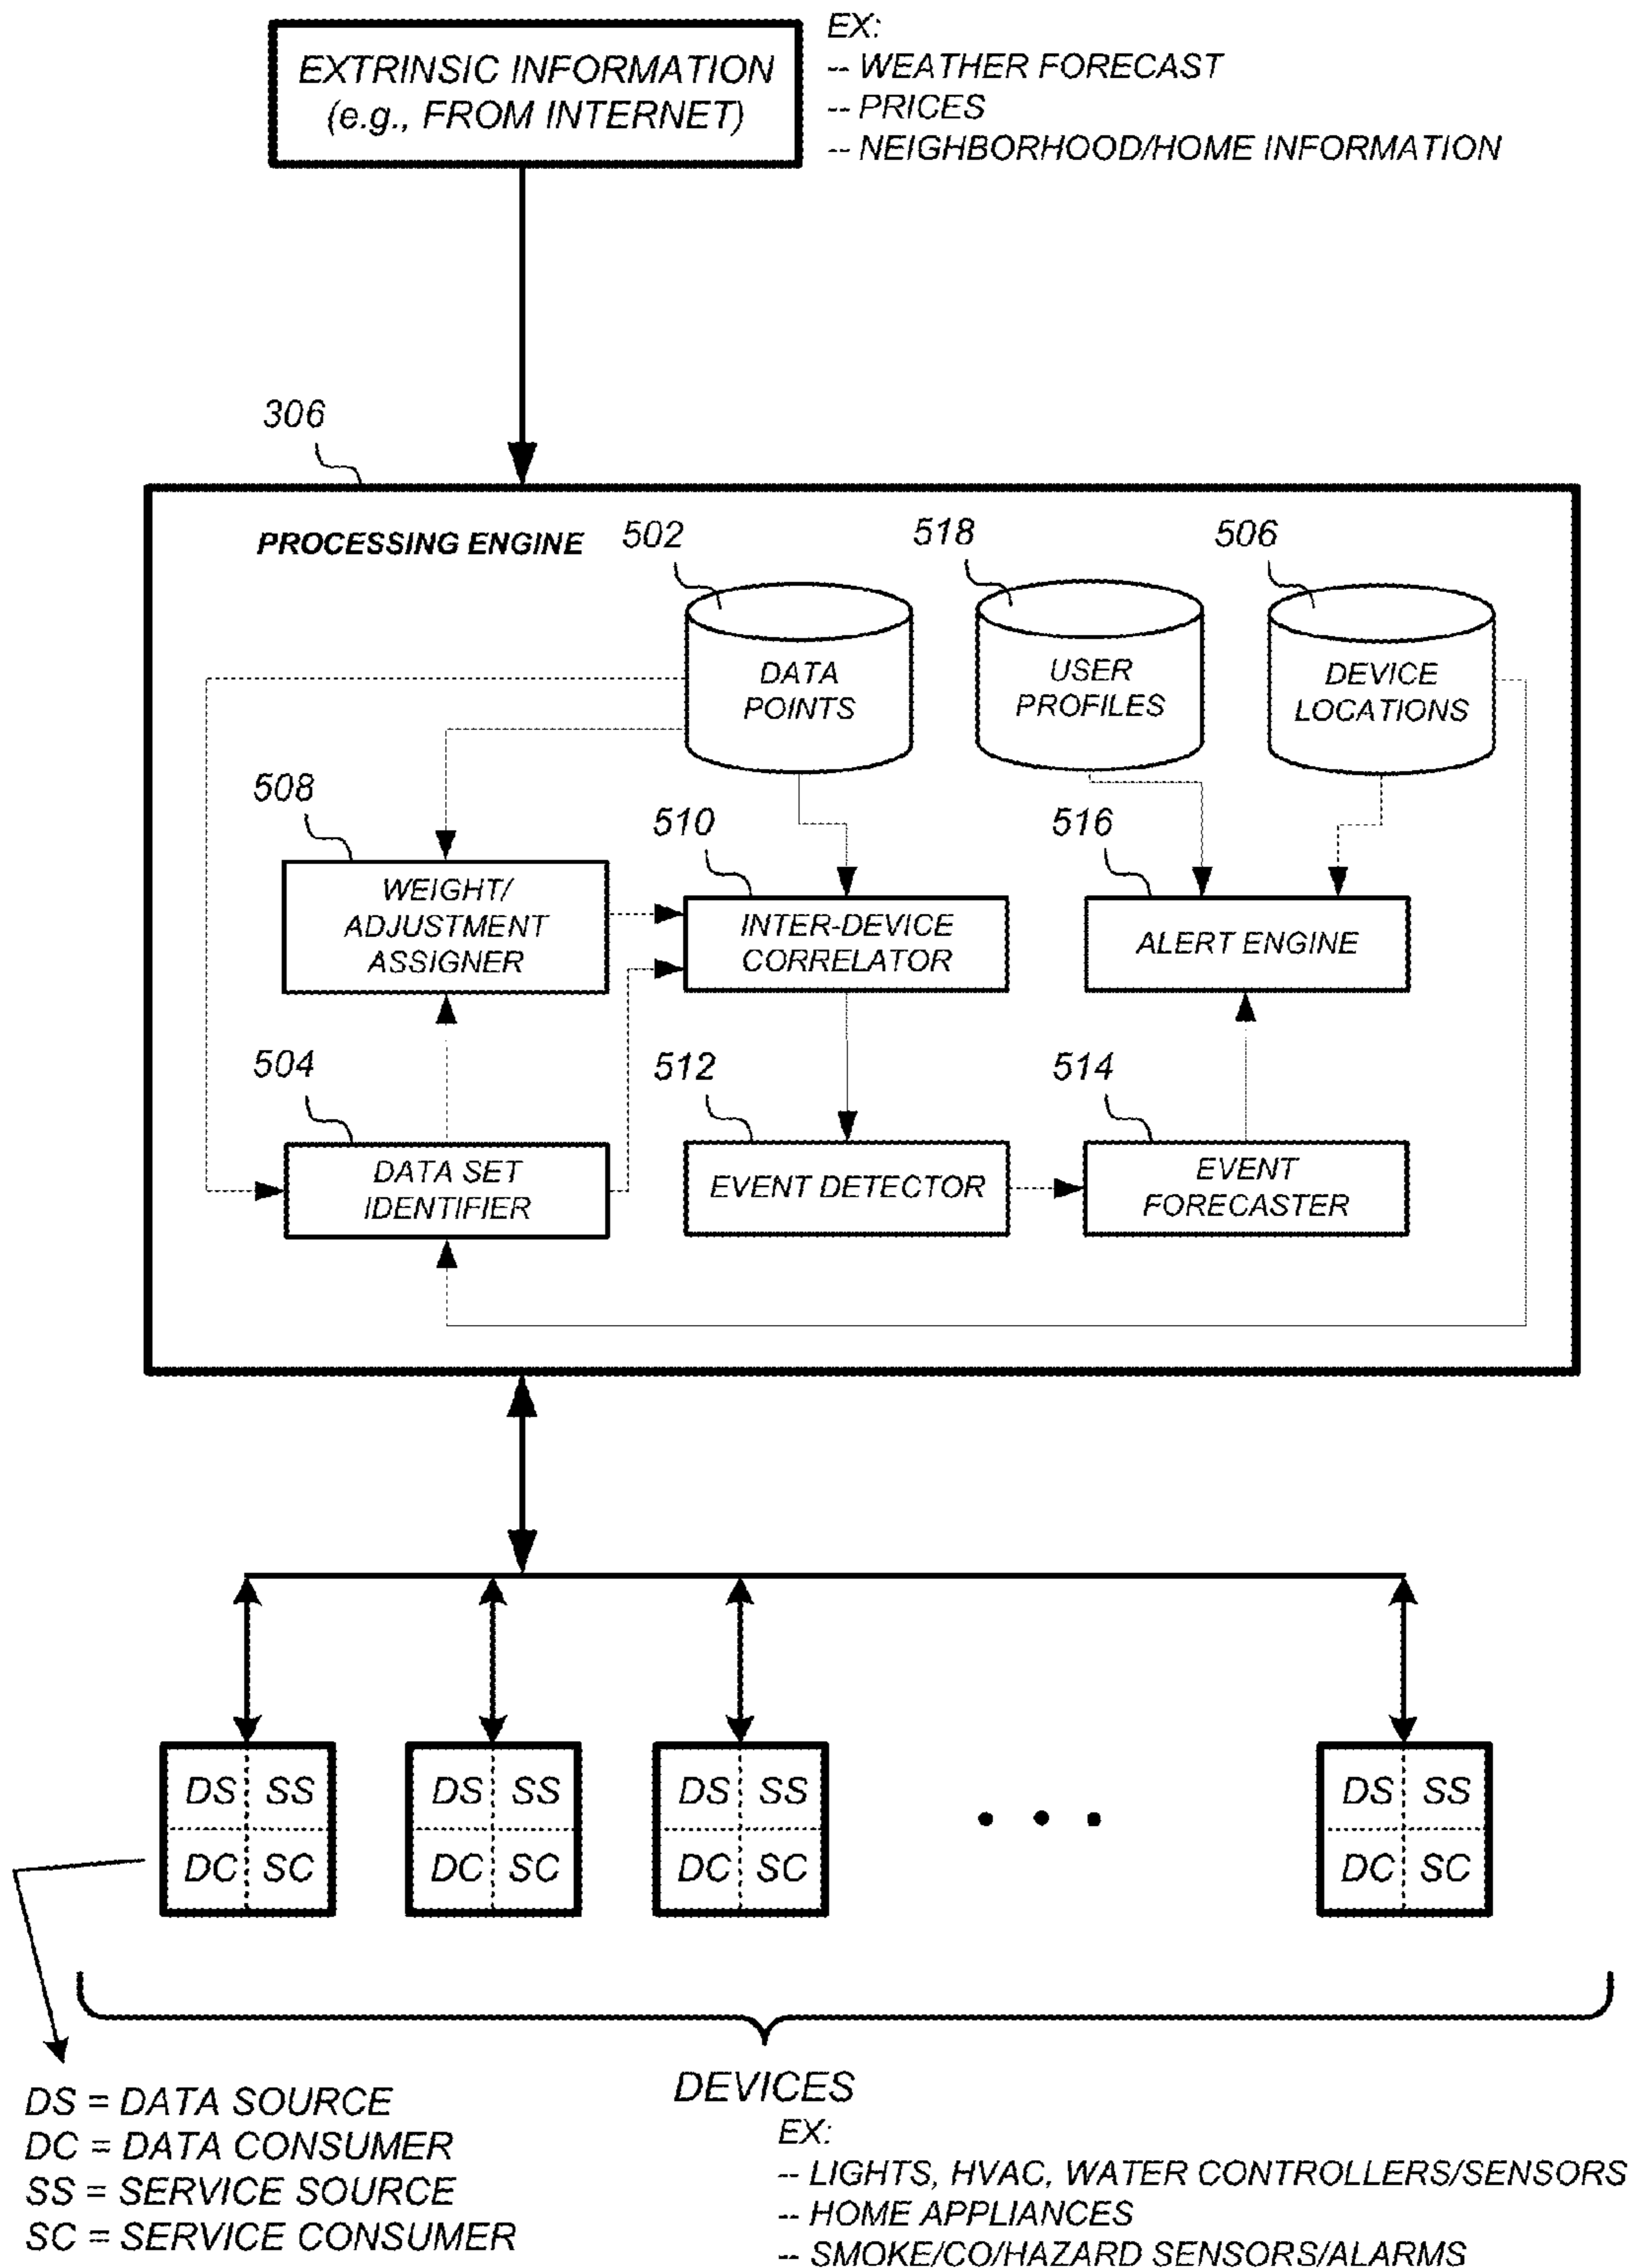 EXTRINSIC INFORMATION
(e.g., FROM INTERNET)
EX:
-- WEATHER FORECAST
-- PRICES
-- NEIGHBORHOOD/HOME INFORMATION
306
PROCESSING ENGINE
502
518
506
DATA
POINTS
USER
PROFILES
DEVICE
LOCATIONS
508
510
516
WEIGHT/
ADJUSTMENT
ASSIGNER
INTER-DEVICE
CORRELATOR
ALERT ENGINE
504
512
514
DATA SET
IDENTIFIER
EVENT DETECTOR
EVENT
FORECASTER
DS SS
DC SC
DS SS
DC SC
DS SS
DC SC
• • •
DS SS
DC SC
DS = DATA SOURCE
DC = DATA CONSUMER
SS = SERVICE SOURCE
SC = SERVICE CONSUMER
DEVICES
EX:
-- LIGHTS, HVAC, WATER CONTROLLERS/SENSORS
-- HOME APPLIANCES
-- SMOKE/CO/HAZARD SENSORS/ALARMS